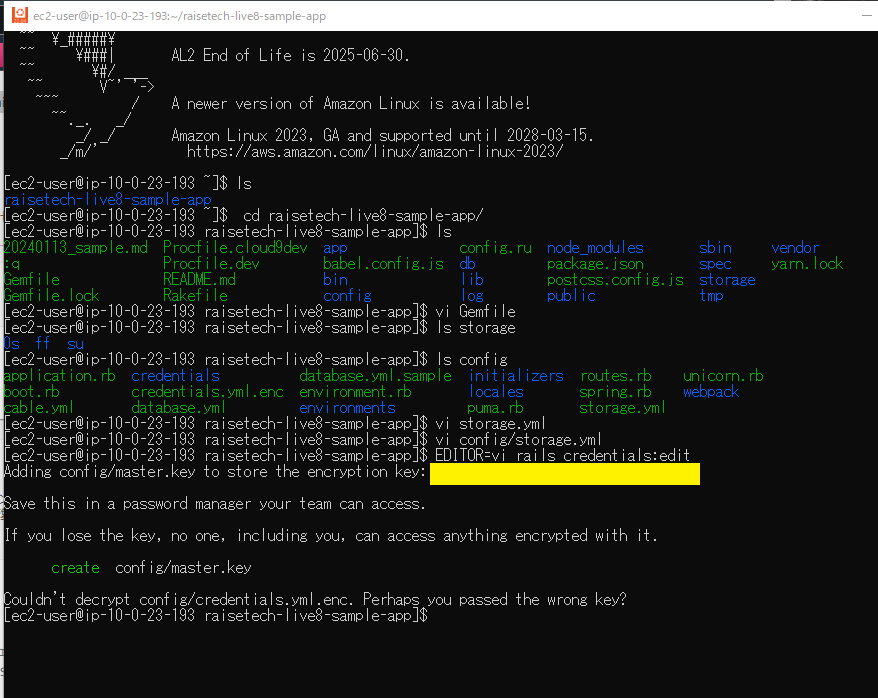 ec2-user@ip-10-0-23-193:~/raisetech-live8-sample-app
~~ ¥_#####¥
~~ ¥###| AL2 End of Life is 2025-06-30.
~~ ¥#/ ___
~~ V~' '->
~~~ / A newer version of Amazon Linux is available!
~~._. _/
_/ _/ Amazon Linux 2023, GA and supported until 2028-03-15.
_/m/' https://aws.amazon.com/linux/amazon-linux-2023/
[ec2-user@ip-10-0-23-193 ~]$ ls
raisetech-live8-sample-app
[ec2-user@ip-10-0-23-193 ~]$  cd raisetech-live8-sample-app/
[ec2-user@ip-10-0-23-193 raisetech-live8-sample-app]$ ls
20240113_sample.md Procfile.cloud9dev app config.ru node_modules sbin vendor
:q Procfile.dev babel.config.js db package.json spec yarn.lock
Gemfile README.md bin lib postcss.config.js storage
Gemfile.lock Rakefile config log public tmp
[ec2-user@ip-10-0-23-193 raisetech-live8-sample-app]$ vi Gemfile
[ec2-user@ip-10-0-23-193 raisetech-live8-sample-app]$ ls storage
0s ff su
[ec2-user@ip-10-0-23-193 raisetech-live8-sample-app]$ ls config
application.rb credentials database.yml.sample initializers routes.rb unicorn.rb
boot.rb credentials.yml.enc environment.rb locales spring.rb webpack
cable.yml database.yml environments puma.rb storage.yml
[ec2-user@ip-10-0-23-193 raisetech-live8-sample-app]$ vi storage.yml
[ec2-user@ip-10-0-23-193 raisetech-live8-sample-app]$ vi config/storage.yml
[ec2-user@ip-10-0-23-193 raisetech-live8-sample-app]$ EDITOR=vi rails credentials:edit
Adding config/master.key to store the encryption key:
Save this in a password manager your team can access.
If you lose the key, no one, including you, can access anything encrypted with it.
create config/master.key
Couldn't decrypt config/credentials.yml.enc. Perhaps you passed the wrong key?
[ec2-user@ip-10-0-23-193 raisetech-live8-sample-app]$